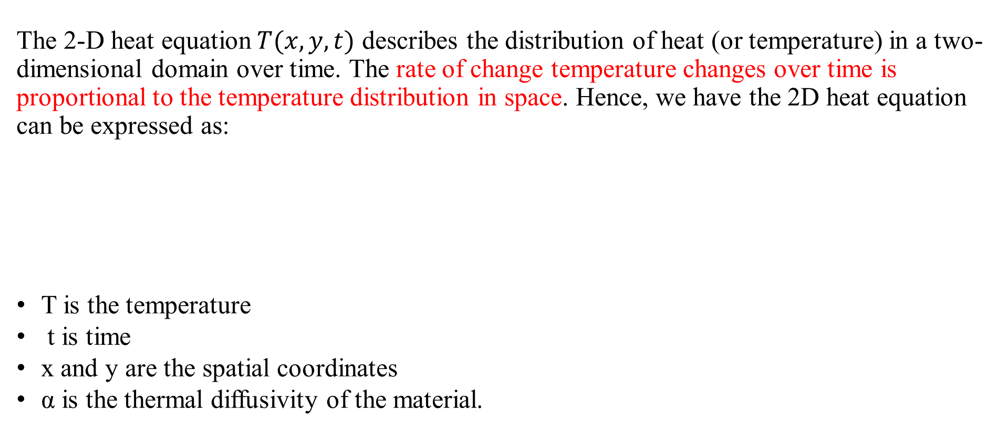 The 2-D heat equation T(x, y, t) describes the distribution of heat (or temperature) in a two-
dimensional domain over time. The rate of change temperature changes over time is
proportional to the temperature distribution in space. Hence, we have the 2D heat equation
can be expressed as:
• T is the temperature
• t is time
• x and y are the spatial coordinates
• α is the thermal diffusivity of the material.